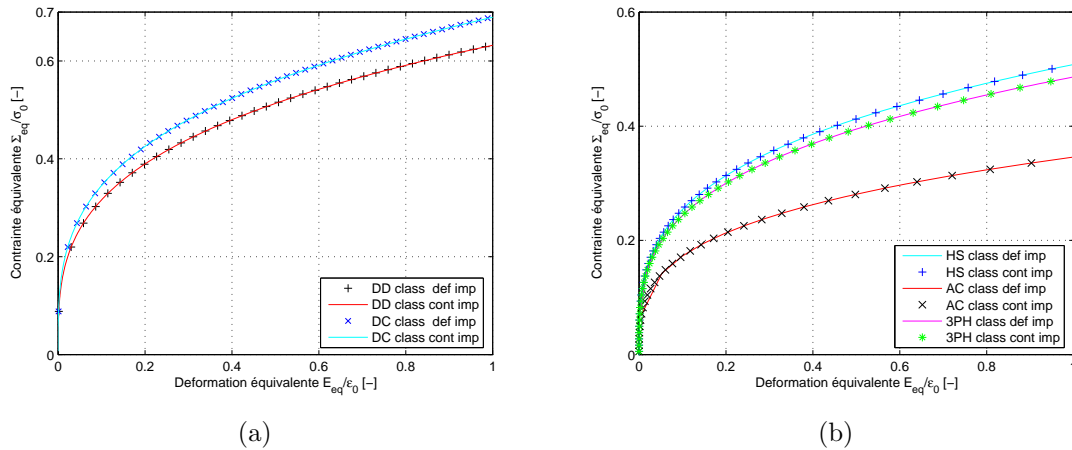 0.7
0.6
0.4
0.2
0
0
0.2
0.4
0.6
0.8
1
Contrainte équivalente Σeq/σ0 [−]
Deformation équivalente Eeq/ε0 [−]
DD class  def imp
DD class cont imp
DC class  def imp
DC class cont imp
(a)
0.6
0.4
0.2
0
0
0.2
0.4
0.6
0.8
1
Contrainte équivalente Σeq/σ0 [−]
Deformation équivalente Eeq/ε0 [−]
HS class def imp
HS class cont imp
AC class def imp
AC class cont imp
3PH class def imp
3PH class cont imp
(b)